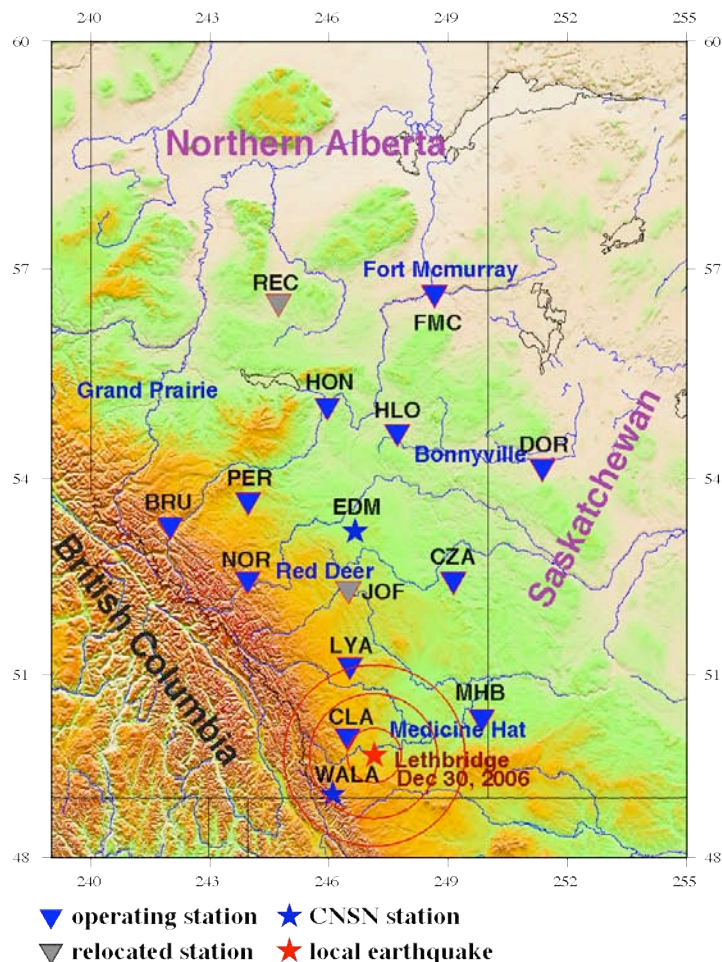 240 243 246 249 252 255
60 60
Northern Alberta
57 57
Fort Mcmurray
REC
FMC
HON
Grand Prairie
HLO
DOR
Bonnyville
Saskatchewan
54 54
PER
BRU
EDM
NOR
Red Deer
CZA
JOF
British Columbia
LYA
51 51
MHB
CLA
Medicine Hat
WALA
Lethbridge
Dec 30, 2006
48 48
240 243 246 249 252 255
operating station CNSN station
relocated station local earthquake